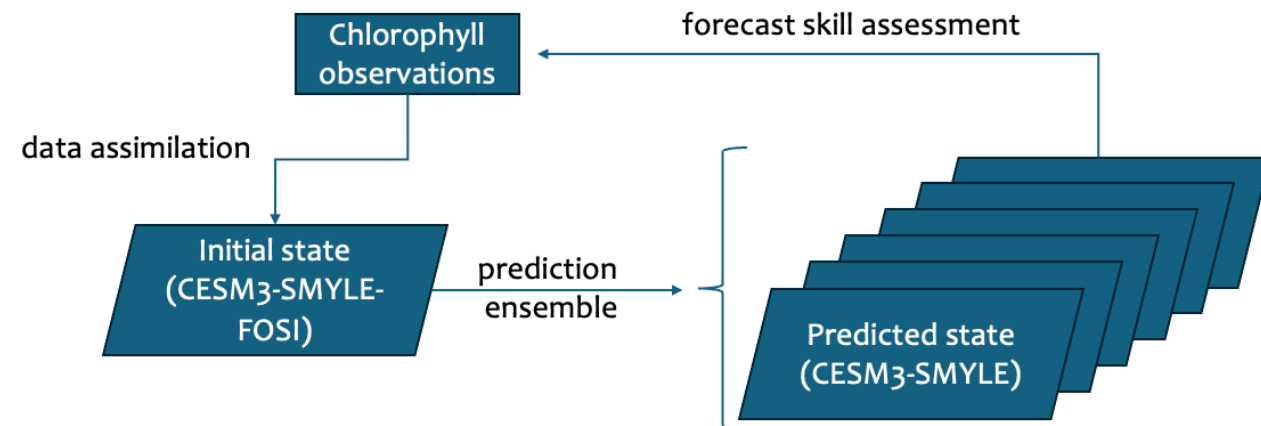 forecast skill assessment
Chlorophyll
observations
data assimilation
Initial state
(CESM3-SMYLE-
FOSI)
prediction
ensemble
Predicted state
(CESM3-SMYLE)